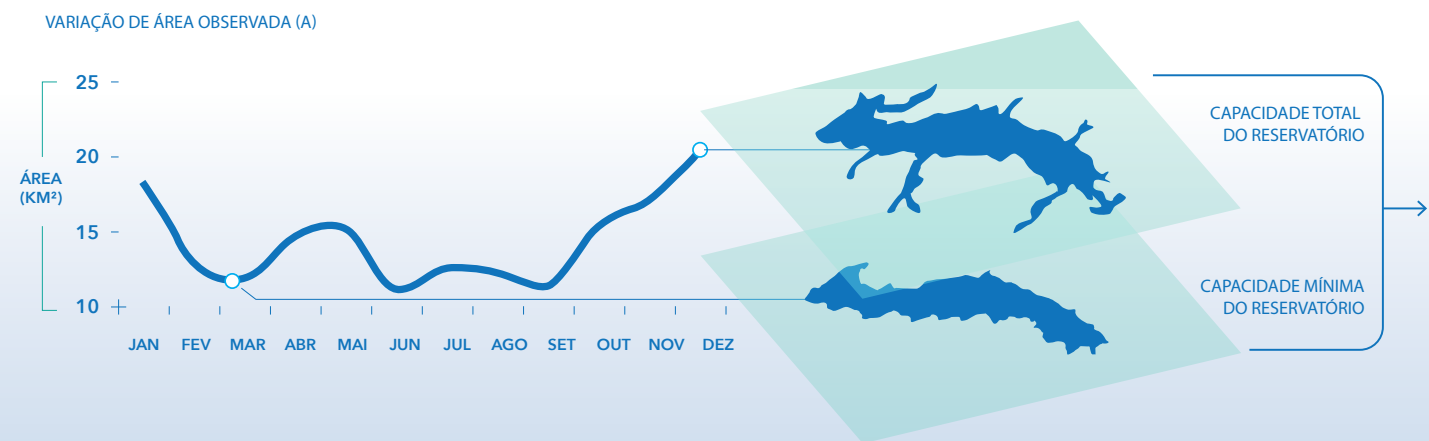 VARIAÇÃO DE ÁREA OBSERVADA (A)
25
20
15
10
ÁREA
(KM²)
JAN FEV MAR ABR MAI JUN JUL AGO SET OUT NOV DEZ
CAPACIDADE TOTAL
DO RESERVATÓRIO
CAPACIDADE MÍNIMA
DO RESERVATÓRIO